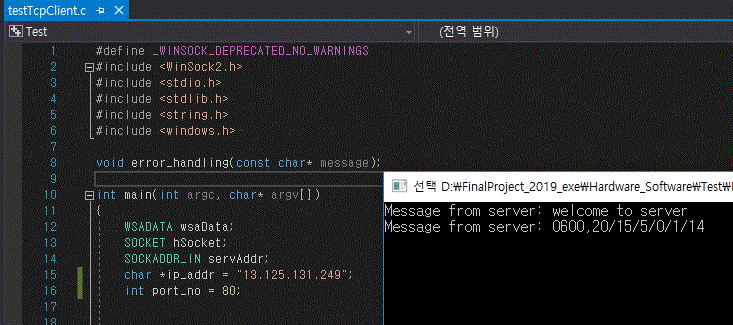 testTcpClient.c
Test
(전역 범위)
1 #define _WINSOCK_DEPRECATED_NO_WARNINGS
2 #include <WinSock2.h>
3 #include <stdio.h>
4 #include <stdlib.h>
5 #include <string.h>
6 #include <windows.h>
7
8 void error_handling(const char* message);
9
10 int main(int argc, char* argv[])
11 {
12 WSADATA wsaData;
13 SOCKET hSocket;
14 SOCKADDR_IN servAddr;
15 char *ip_addr = "13.125.131.249";
16 int port_no = 80;
17
18
선택 D:₩FinalProject_2019_exe₩Hardware_Software₩Test₩
Message from server: welcome to server
Message from server: 0600,20/15/5/0/1/14